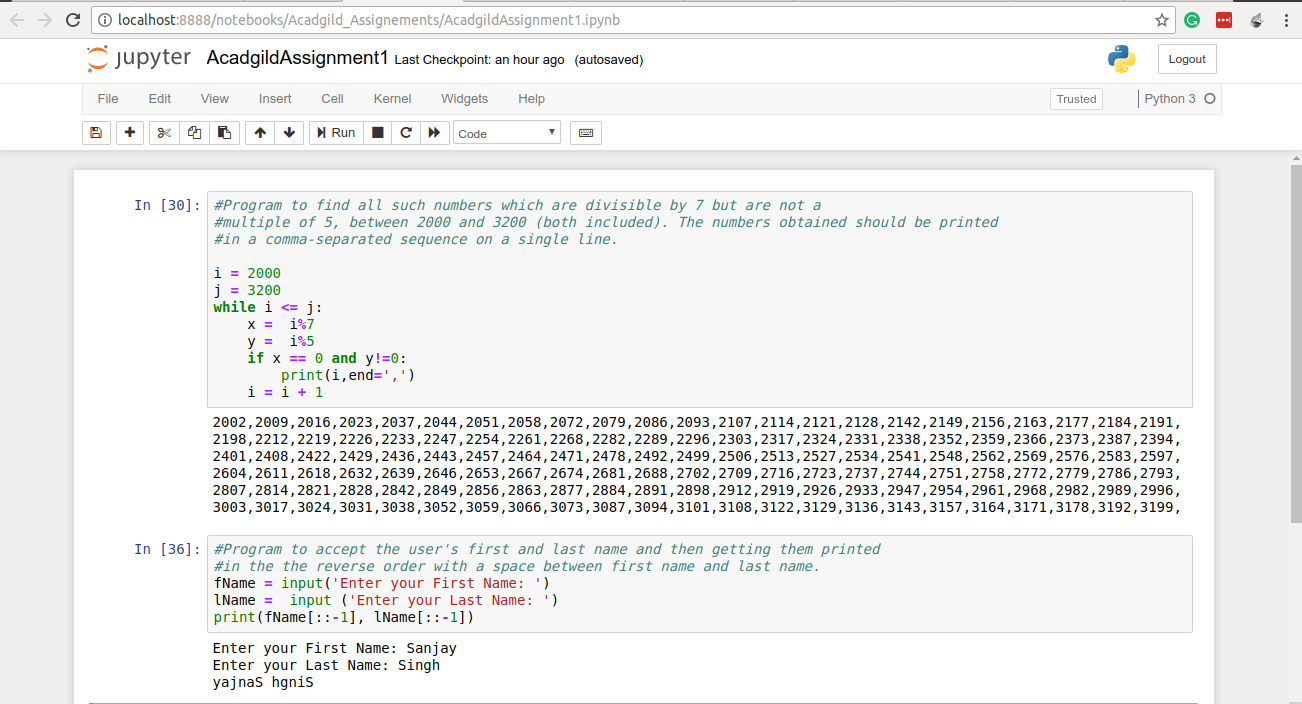 localhost:8888/notebooks/Acadgild_Assignements/AcadgildAssignment1.ipynb
jupyter AcadgildAssignment1 Last Checkpoint: an hour ago (autosaved)
Logout
File Edit View Insert Cell Kernel Widgets Help
Trusted Python 3
Run Code
In [30]: #Program to find all such numbers which are divisible by 7 but are not a
#multiple of 5, between 2000 and 3200 (both included). The numbers obtained should be printed
#in a comma-separated sequence on a single line.
i = 2000
j = 3200
while i <= j:
    x =  i%7
    y =  i%5
    if x == 0 and y!=0:
        print(i,end=',')
    i = i + 1
2002,2009,2016,2023,2037,2044,2051,2058,2072,2079,2086,2093,2107,2114,2121,2128,2142,2149,2156,2163,2177,2184,2191,
2198,2212,2219,2226,2233,2247,2254,2261,2268,2282,2289,2296,2303,2317,2324,2331,2338,2352,2359,2366,2373,2387,2394,
2401,2408,2422,2429,2436,2443,2457,2464,2471,2478,2492,2499,2506,2513,2527,2534,2541,2548,2562,2569,2576,2583,2597,
2604,2611,2618,2632,2639,2646,2653,2667,2674,2681,2688,2702,2709,2716,2723,2737,2744,2751,2758,2772,2779,2786,2793,
2807,2814,2821,2828,2842,2849,2856,2863,2877,2884,2891,2898,2912,2919,2926,2933,2947,2954,2961,2968,2982,2989,2996,
3003,3017,3024,3031,3038,3052,3059,3066,3073,3087,3094,3101,3108,3122,3129,3136,3143,3157,3164,3171,3178,3192,3199,
In [36]: #Program to accept the user's first and last name and then getting them printed
#in the the reverse order with a space between first name and last name.
fName = input('Enter your First Name: ')
lName =  input ('Enter your Last Name: ')
print(fName[::-1], lName[::-1])
Enter your First Name: Sanjay
Enter your Last Name: Singh
yajnaS hgniS